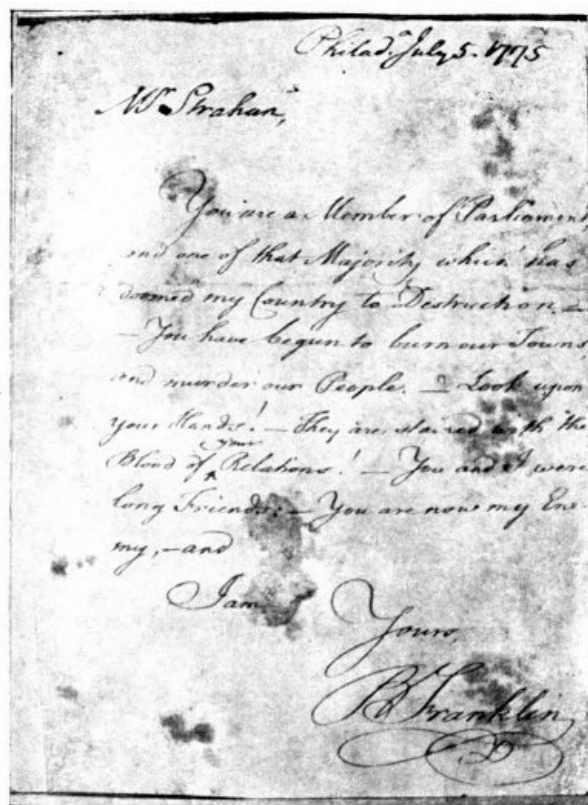 Philad.ª July 5. 1775
Mr Strahan,
You are a Member of Parliament,
and one of that Majority which has
doomed my Country to Destruction. —
— You have begun to burn our Towns
and murder our People. — Look upon
your Hands! — They are stained with the
Blood of your Relations! — You and I were
long Friends: — You are now my Ene-
my, — and
I am
Yours,
B Franklin